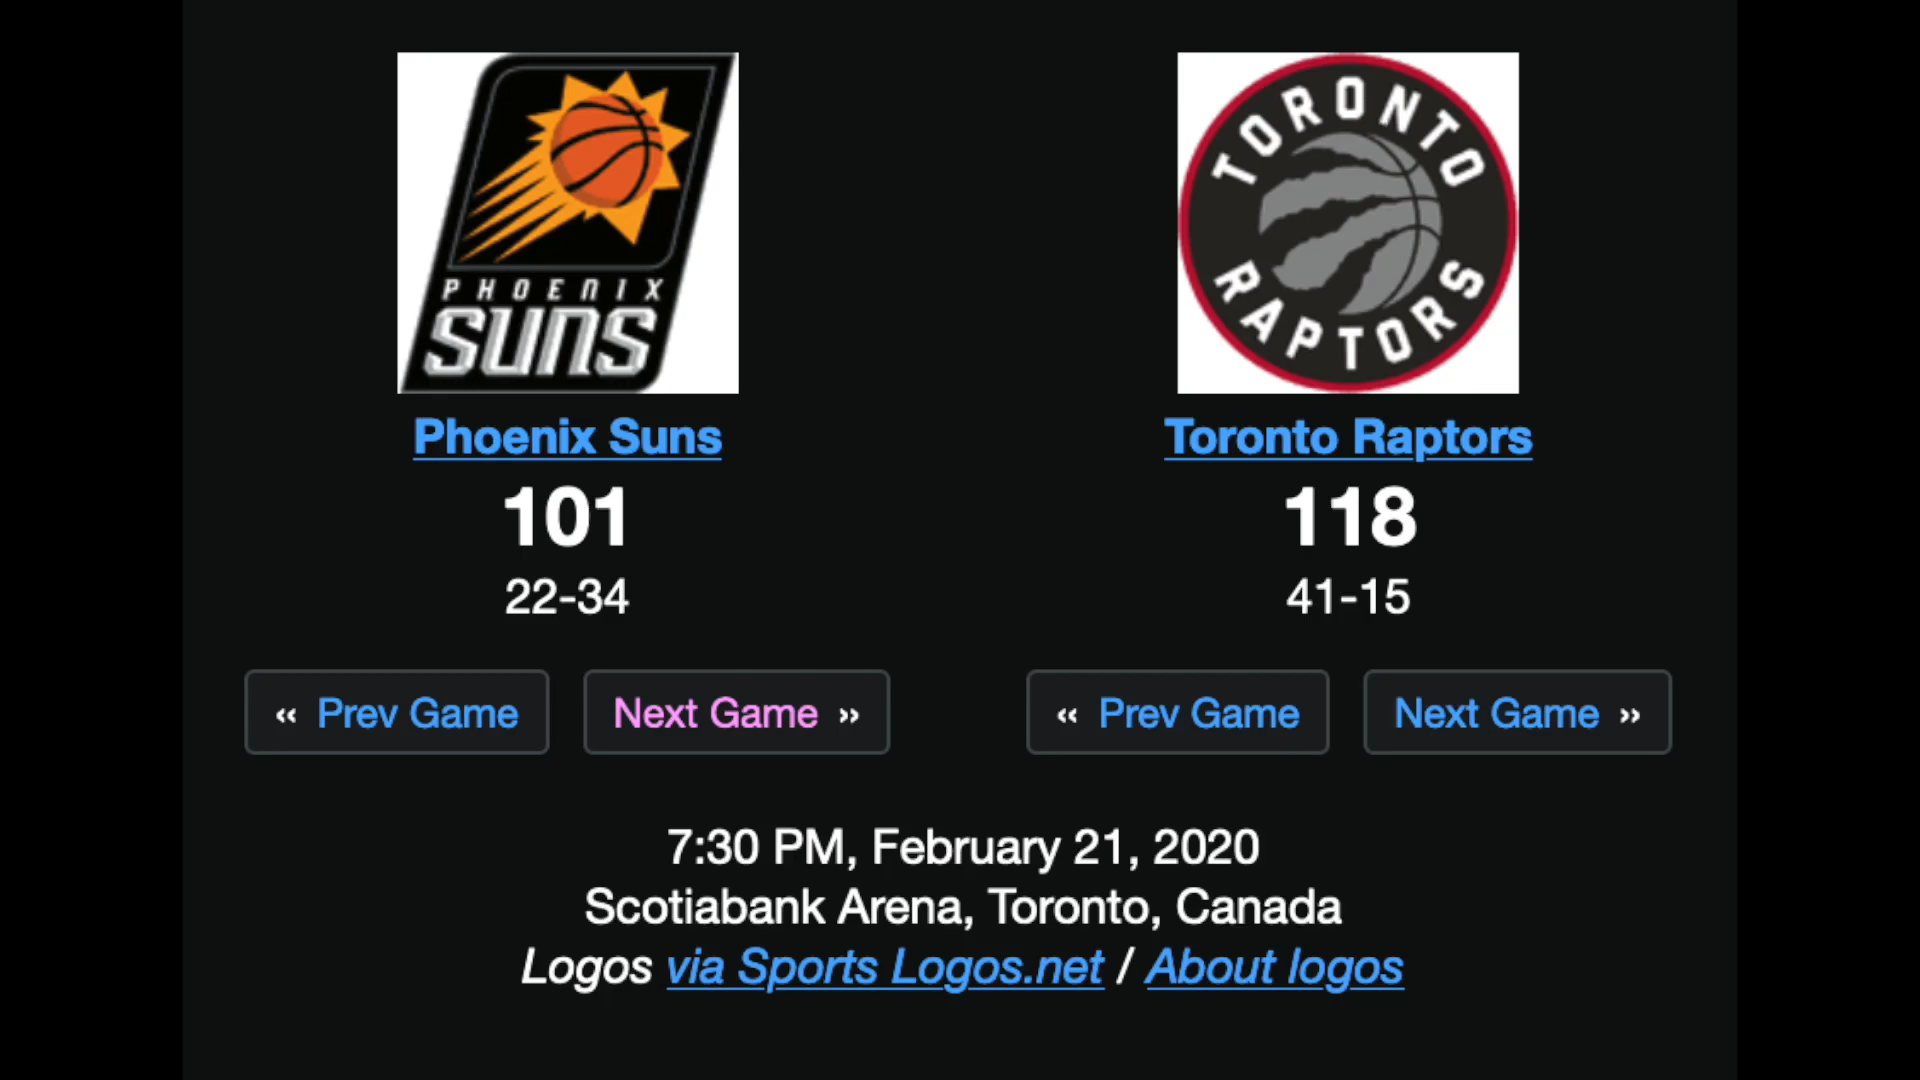 PHOENIX
SUNS
TORONTO
RAPTORS
Phoenix Suns
101
22-34
« Prev Game
Next Game »
Toronto Raptors
118
41-15
« Prev Game
Next Game »
7:30 PM, February 21, 2020
Scotiabank Arena, Toronto, Canada
Logos via Sports Logos.net / About logos